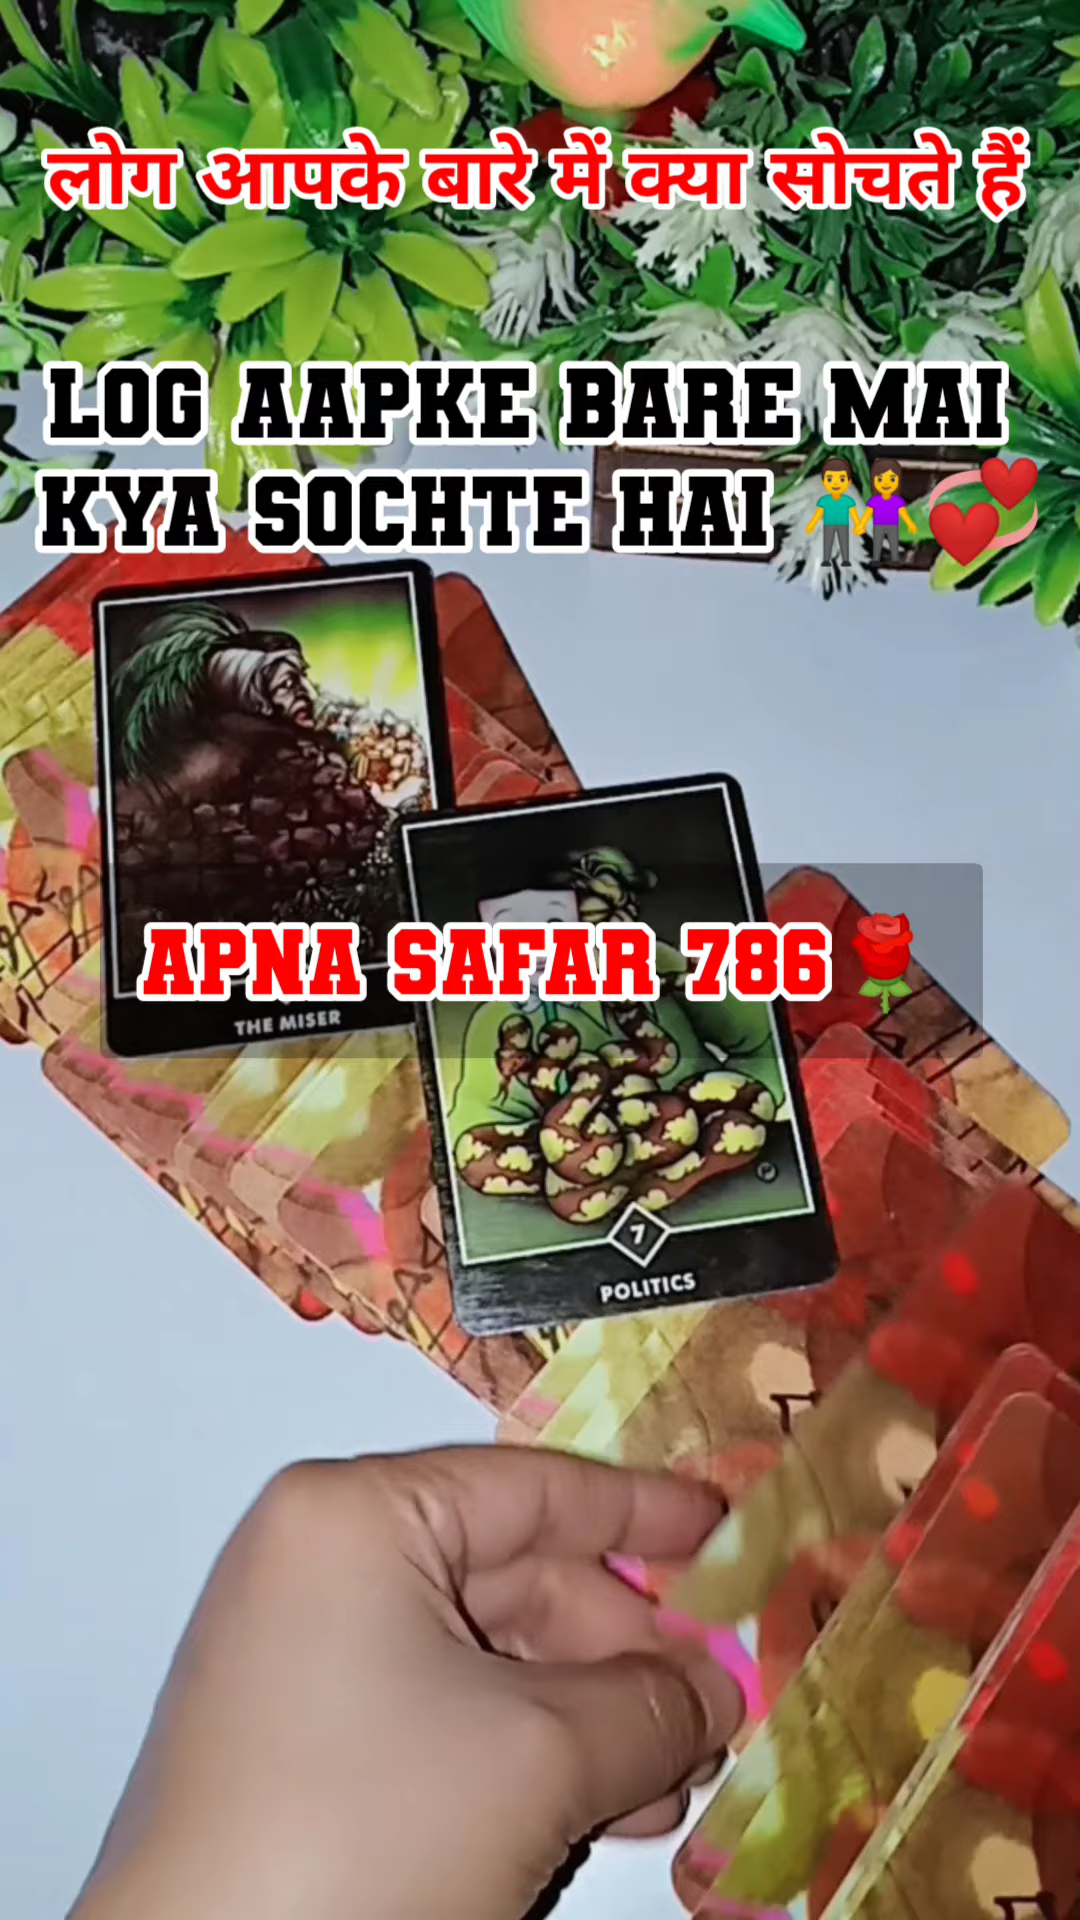 लोग आपके बारे में क्या सोचते हैं
LOG AAPKE BARE MAI
KYA SOCHTE HAI 👫💞
APNA SAFAR 786🌹
THE MISER
7
POLITICS